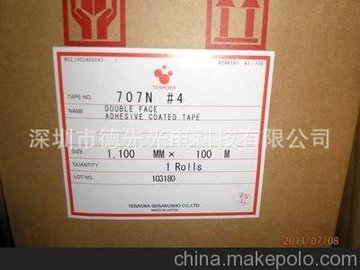 TERAOKA
TAPE NO. 707N #4
NAME DOUBLE FACE
ADHESIVE COATED TAPE
深圳市德先光电科技有限公司
SIZE 1.100 MM × 100 M
QUANTITY 1 Rolls
LOT NO. 103180
TERAOKA SEISAKUSHO CO., LTD.
MADE IN JAPAN
2011/07/08
china.makepolo.com